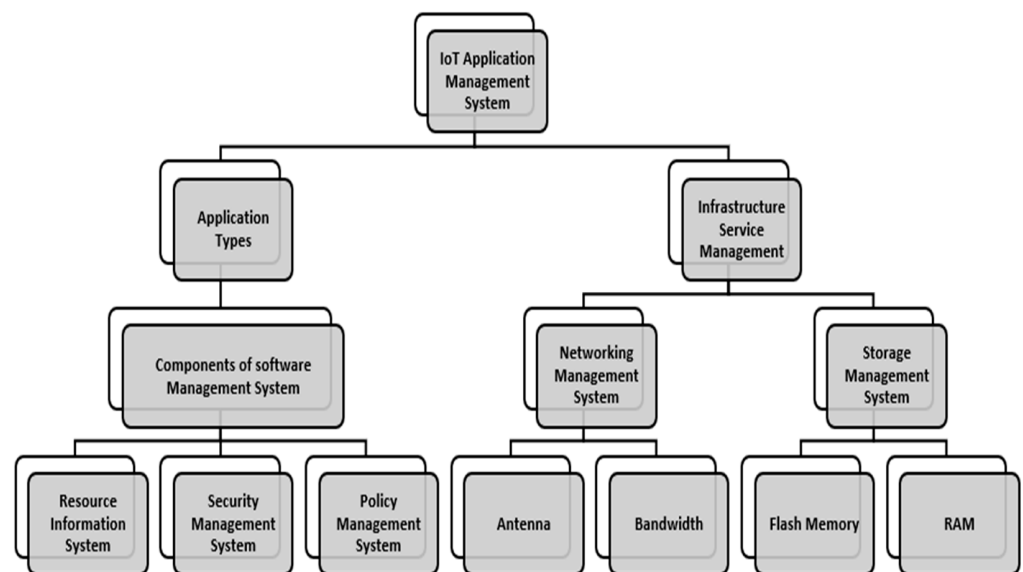 IoT Application
Management
System
Application
Types
Infrastructure
Service
Management
Components of software
Management System
Networking
Management
System
Storage
Management
System
Resource
Information
System
Security
Management
System
Policy
Management
System
Antenna
Bandwidth
Flash Memory
RAM